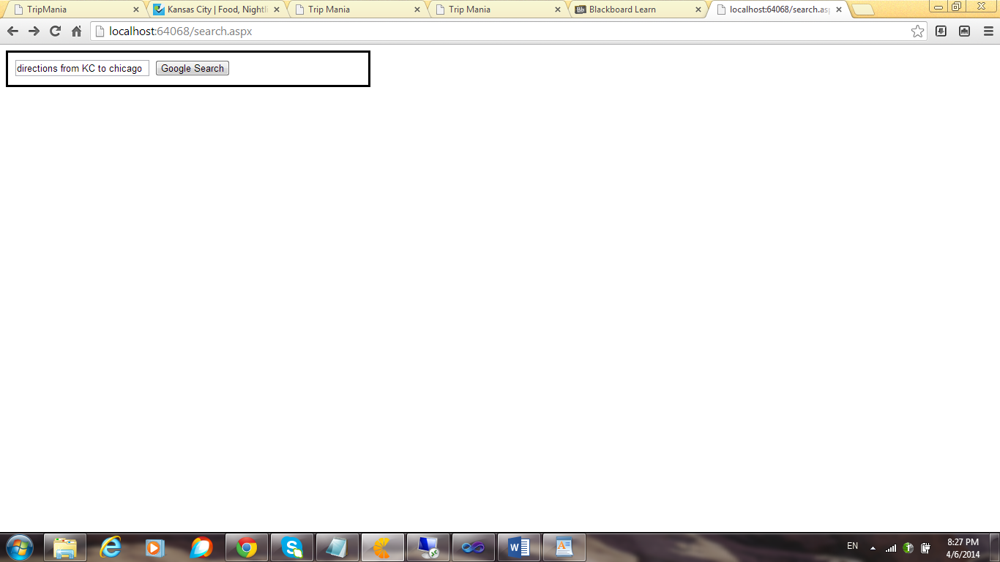 TripMania
Kansas City | Food, Nightli
Trip Mania
Trip Mania
Bb Blackboard Learn
localhost:64068/search.asp
localhost:64068/search.aspx
directions from KC to chicago
Google Search
EN
8:27 PM
4/6/2014